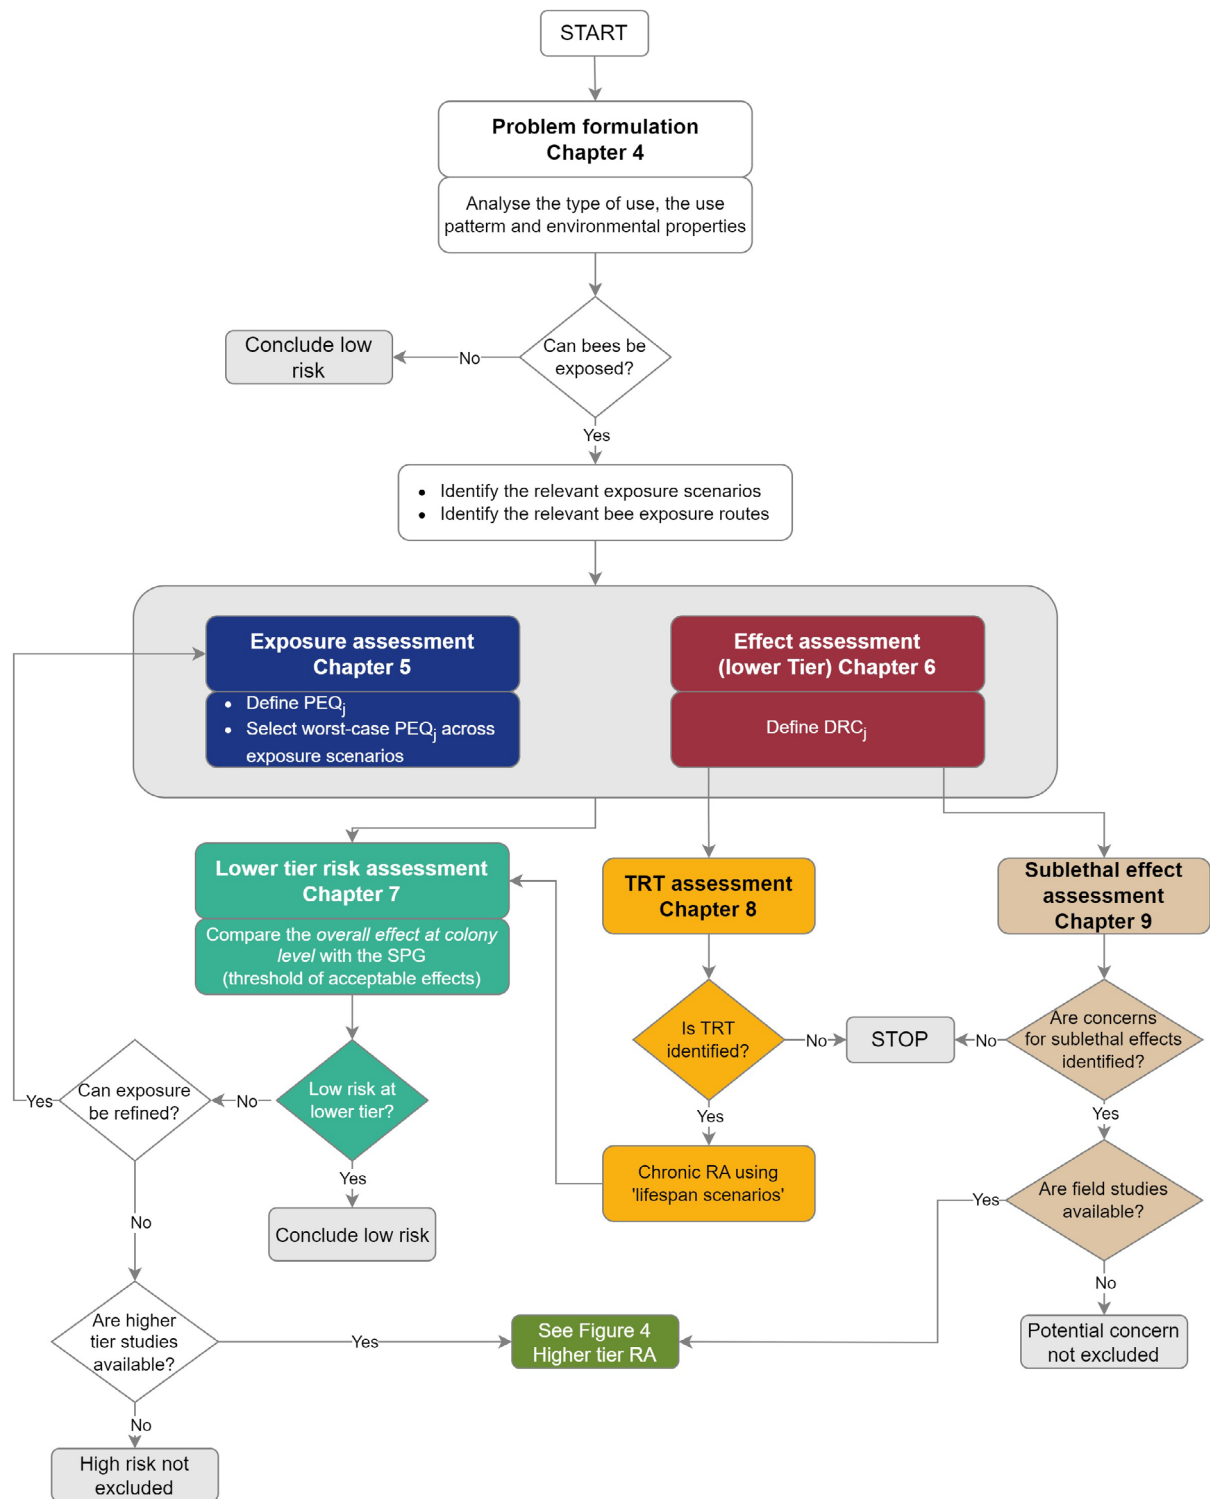 START
Problem formulation
Chapter 4
Analyse the type of use, the use
patterm and environmental properties
Can bees be
exposed?
No
Conclude low
risk
Yes
• Identify the relevant exposure scenarios
• Identify the relevant bee exposure routes
Exposure assessment
Chapter 5
• Define PEQj
• Select worst-case PEQj across
exposure scenarios
Effect assessment
(lower Tier) Chapter 6
Define DRCj
Lower tier risk assessment
Chapter 7
Compare the overall effect at colony
level with the SPG
(threshold of acceptable effects)
TRT assessment
Chapter 8
Sublethal effect
assessment
Chapter 9
Is TRT
identified?
No
STOP
No
Are concerns
for sublethal effects
identified?
Can exposure
be refined?
Yes
No
Low risk at
lower tier?
Yes
Yes
Yes
Chronic RA using
'lifespan scenarios'
Are field studies
available?
Yes
No
Conclude low risk
No
Are higher
tier studies
available?
Yes
See Figure 4
Higher tier RA
Potential concern
not excluded
No
High risk not
excluded